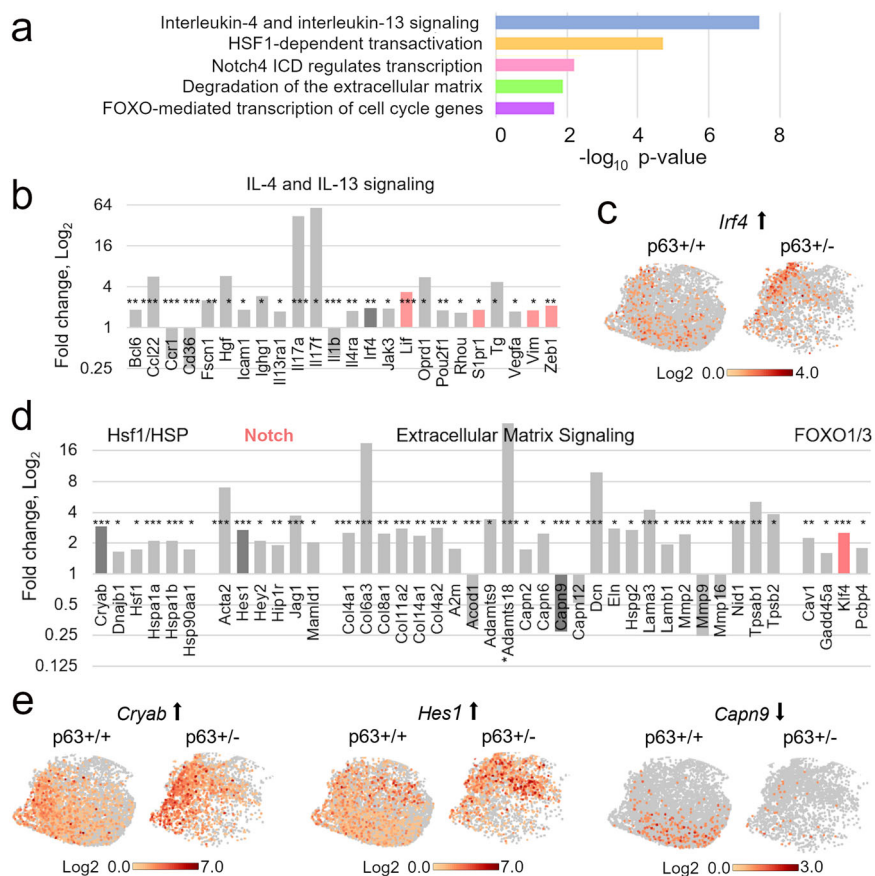 a
Interleukin-4 and interleukin-13 signaling
HSF1-dependent transactivation
Notch4 ICD regulates transcription
Degradation of the extracellular matrix
FOXO-mediated transcription of cell cycle genes
0 2 4 6 8
-log10 p-value
b
IL-4 and IL-13 signaling
Fold change, Log2
64
16
4
1
0.25
** *** *** *** ** * * * * *** * *** ** ** * *** * ** * * * * **
Bcl6 Ccl22 Ccr1 Cd36 Fscn1 Hgf Icam1 Ighg1 Il13ra1 Il17a Il17f Il1b Il4ra Irf4 Jak3 Lif Oprd1 Pou2f1 Rhou S1pr1 Tg Vegfa Vim Zeb1
c
Irf4 ⬆
p63+/+ p63+/-
Log2 0.0 4.0
d
Hsf1/HSP Notch Extracellular Matrix Signaling FOXO1/3
Fold change, Log2
16
8
4
2
1
0.5
0.25
0.125
Cryab Dnajb1 Hsf1 Hspa1a Hspa1b Hsp90aa1 Acta2 Hes1 Hey2 Hip1r Jag1 Mamld1 Col4a1 Col6a3 Col8a1 Col11a2 Col14a1 Col4a2 A2m Acod1 Adamts9 *Adamts18 Capn2 Capn6 Capn9 Capn12 Dcn Eln Hspg2 Lama3 Lamb1 Mmp2 Mmp9 Mmp16 Nid1 Tpsab1 Tpsb2 Cav1 Gadd45a Klf4 Pcbp4
e
Cryab ⬆ Hes1 ⬆ Capn9 ⬇
p63+/+ p63+/- p63+/+ p63+/- p63+/+ p63+/-
Log2 0.0 7.0 Log2 0.0 7.0 Log2 0.0 3.0